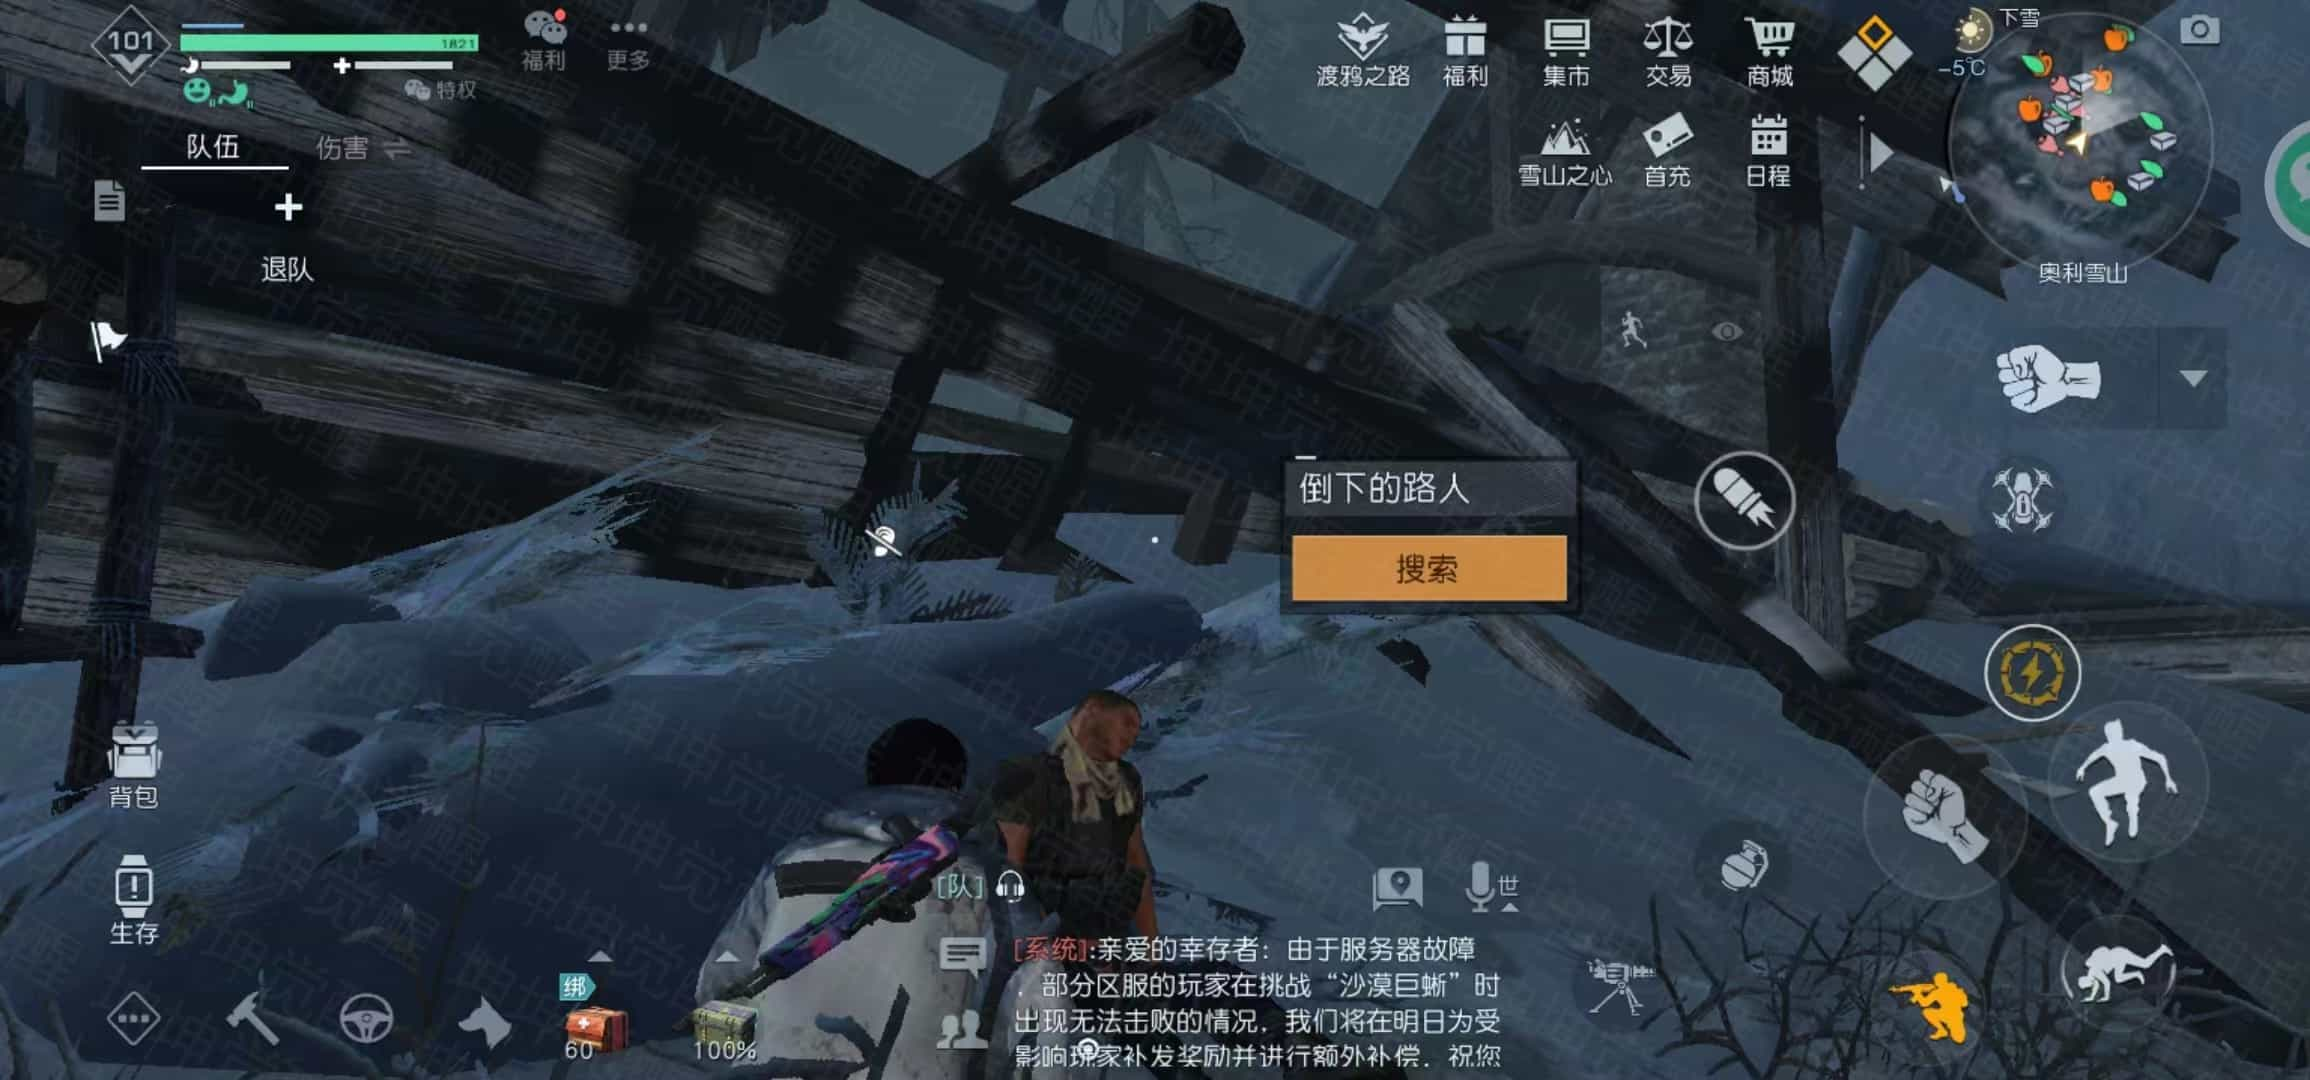 101
1821
特权
福利
更多
渡鸦之路
福利
集市
交易
商城
下雪
-5℃
队伍
伤害
雪山之心
首充
日程
退队
奥利雪山
倒下的路人
搜索
背包
生存
[队]
世
[系统]:亲爱的幸存者：由于服务器故障
，部分区服的玩家在挑战“沙漠巨蜥”时
出现无法击败的情况，我们将在明日为受
影响玩家补发奖励并进行额外补偿，祝您
绑
60
100%
坤坤觉醒